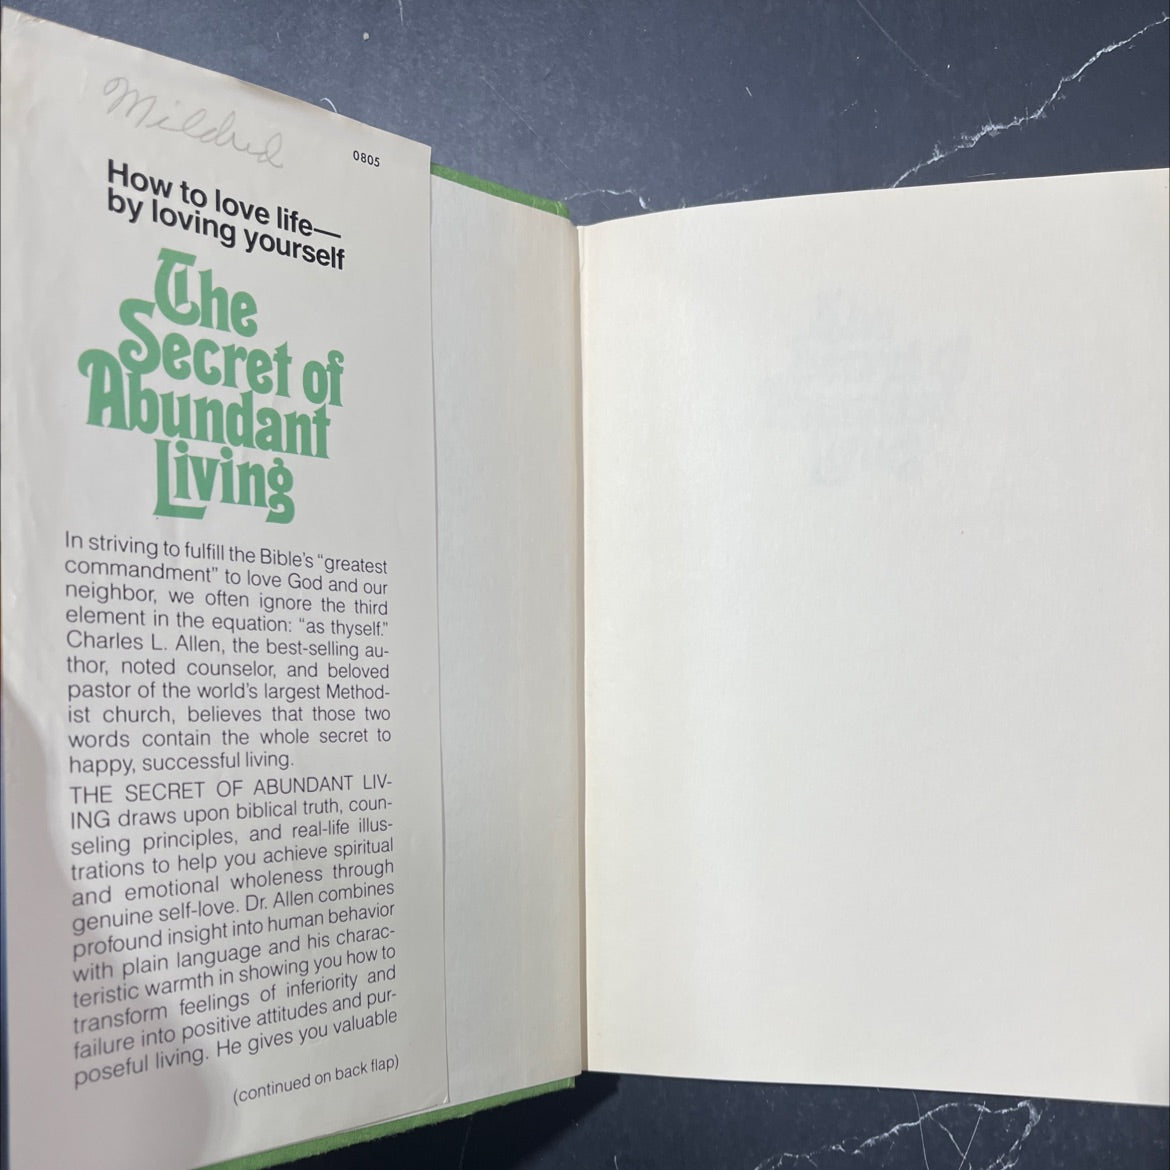 Mildred
0805
How to love life—
by loving yourself
The
Secret of
Abundant
Living
In striving to fulfill the Bible's “greatest
commandment” to love God and our
neighbor, we often ignore the third
element in the equation: “as thyself.”
Charles L. Allen, the best-selling au-
thor, noted counselor, and beloved
pastor of the world's largest Method-
ist church, believes that those two
words contain the whole secret to
happy, successful living.
THE SECRET OF ABUNDANT LIV-
ING draws upon biblical truth, coun-
seling principles, and real-life illus-
trations to help you achieve spiritual
and emotional wholeness through
genuine self-love. Dr. Allen combines
profound insight into human behavior
with plain language and his charac-
teristic warmth in showing you how to
transform feelings of inferiority and
failure into positive attitudes and pur-
poseful living. He gives you valuable
(continued on back flap)